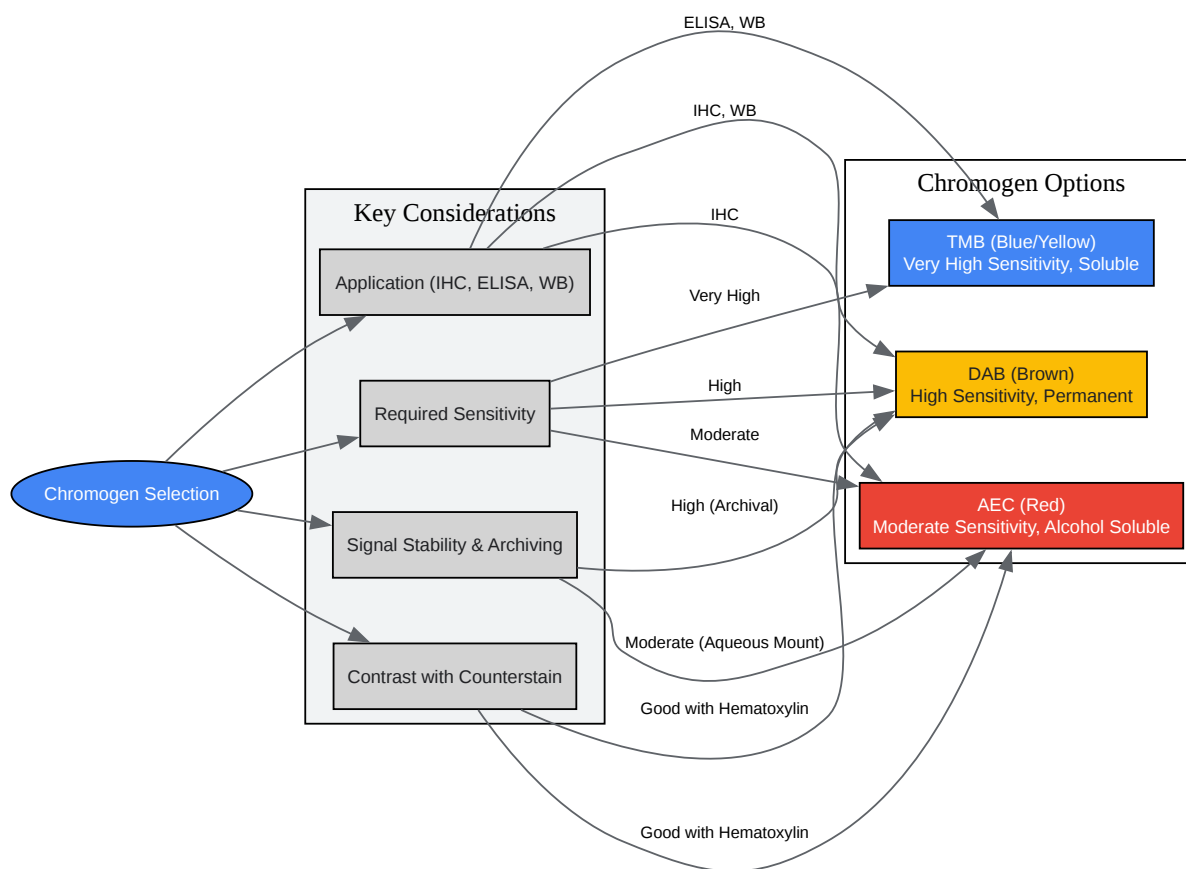 ELISA, WB
IHC, WB
IHC
Key Considerations
Chromogen Options
Application (IHC, ELISA, WB)
TMB (Blue/Yellow)
Very High Sensitivity, Soluble
Very High
Required Sensitivity
High
DAB (Brown)
High Sensitivity, Permanent
Moderate
Chromogen Selection
High (Archival)
AEC (Red)
Moderate Sensitivity, Alcohol Soluble
Signal Stability & Archiving
Moderate (Aqueous Mount)
Contrast with Counterstain
Good with Hematoxylin
Good with Hematoxylin